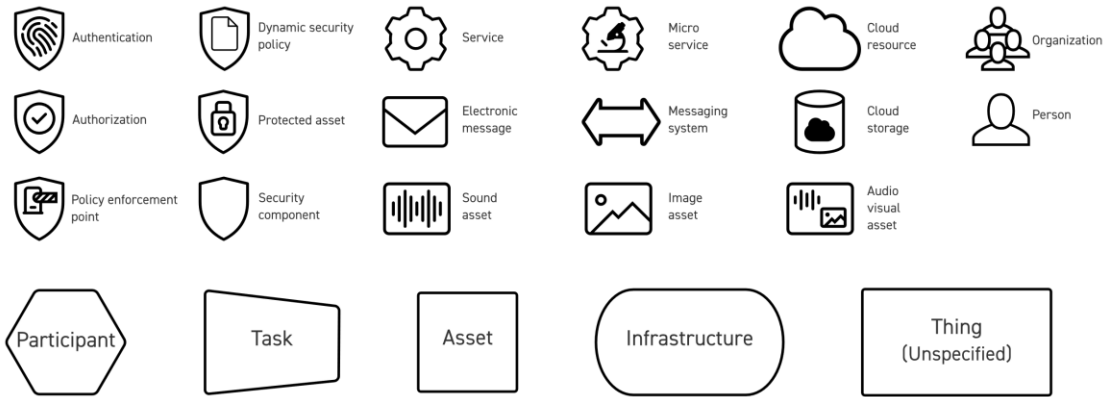 Authentication
Dynamic security
policy
Service
Micro
service
Cloud
resource
Organization
Authorization
Protected asset
Electronic
message
Messaging
system
Cloud
storage
Person
Policy enforcement
point
Security
component
Sound
asset
Image
asset
Audio
visual
asset
Participant
Task
Asset
Infrastructure
Thing
(Unspecified)